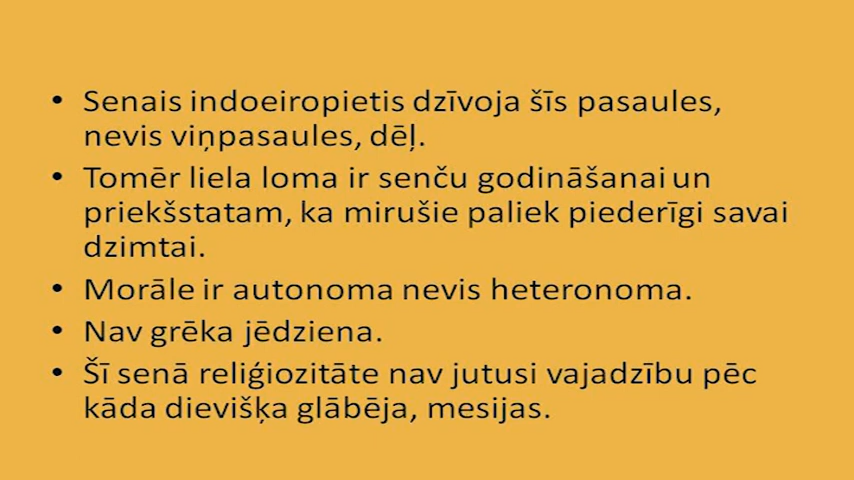 • Senais indoeiropietis dzīvoja šīs pasaules,
nevis viņpasaules, dēļ.
• Tomēr liela loma ir senču godināšanai un
priekšstatam, ka mirušie paliek piederīgi savai
dzimtai.
• Morāle ir autonoma nevis heteronoma.
• Nav grēka jēdziena.
• Šī senā reliģiozitāte nav jutusi vajadzību pēc
kāda dievišķa glābēja, mesijas.